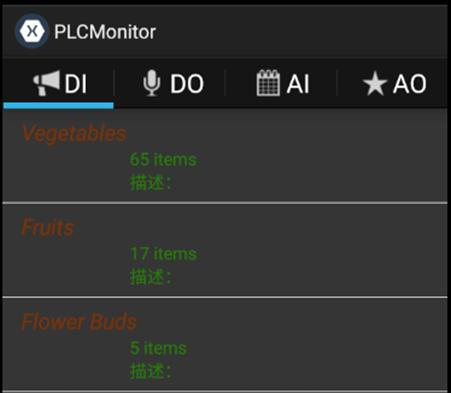 PLCMonitor
DI DO AI AO
Vegetables
65 items
描述：
Fruits
17 items
描述：
Flower Buds
5 items
描述：